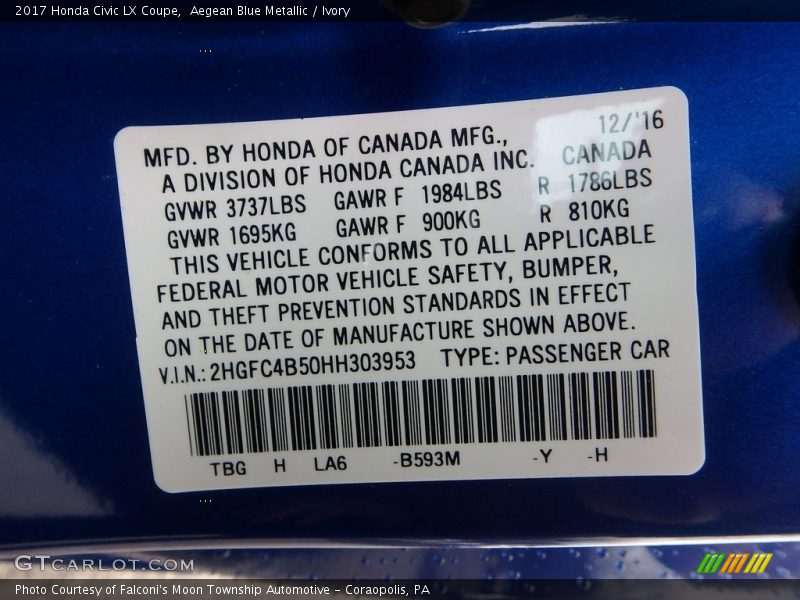 2017 Honda Civic LX Coupe,  Aegean Blue Metallic / Ivory
12/'16
MFD. BY HONDA OF CANADA MFG.,
A DIVISION OF HONDA CANADA INC. CANADA
GVWR 3737LBS GAWR F 1984LBS R 1786LBS
GVWR 1695KG GAWR F 900KG R 810KG
THIS VEHICLE CONFORMS TO ALL APPLICABLE
FEDERAL MOTOR VEHICLE SAFETY, BUMPER,
AND THEFT PREVENTION STANDARDS IN EFFECT
ON THE DATE OF MANUFACTURE SHOWN ABOVE.
V.I.N.: 2HGFC4B50HH303953 TYPE: PASSENGER CAR
TBG H LA6 -B593M -Y -H
GTCARLOT.COM
Photo Courtesy of Falconi's Moon Township Automotive - Coraopolis, PA